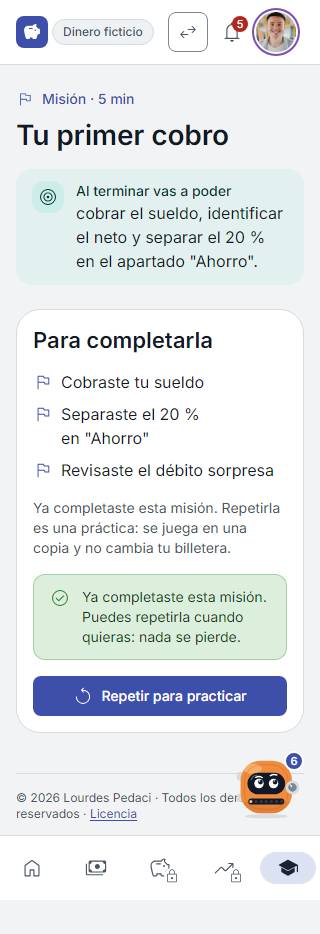 Dinero ficticio
5
Misión · 5 min
Tu primer cobro
Al terminar vas a poder
cobrar el sueldo, identificar
el neto y separar el 20 %
en el apartado "Ahorro".
Para completarla
Cobraste tu sueldo
Separaste el 20 %
en "Ahorro"
Revisaste el débito sorpresa
Ya completaste esta misión. Repetirla
es una práctica: se juega en una
copia y no cambia tu billetera.
Ya completaste esta misión.
Puedes repetirla cuando
quieras: nada se pierde.
Repetir para practicar
6
© 2026 Lourdes Pedaci · Todos los
reservados · Licencia